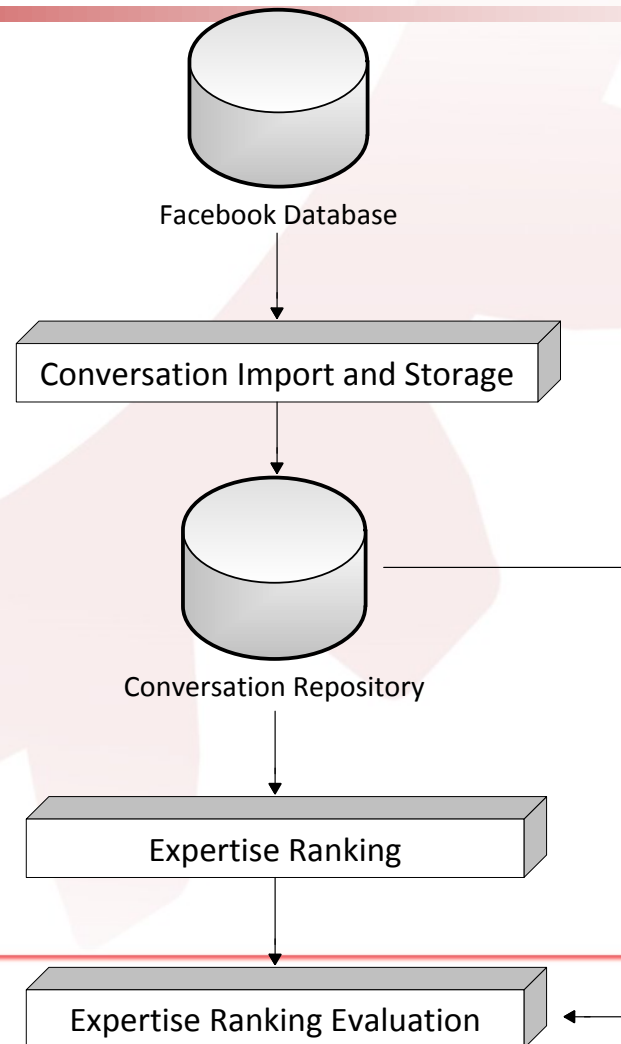 Facebook Database
Conversation Import and Storage
Conversation Repository
Expertise Ranking
Expertise Ranking Evaluation